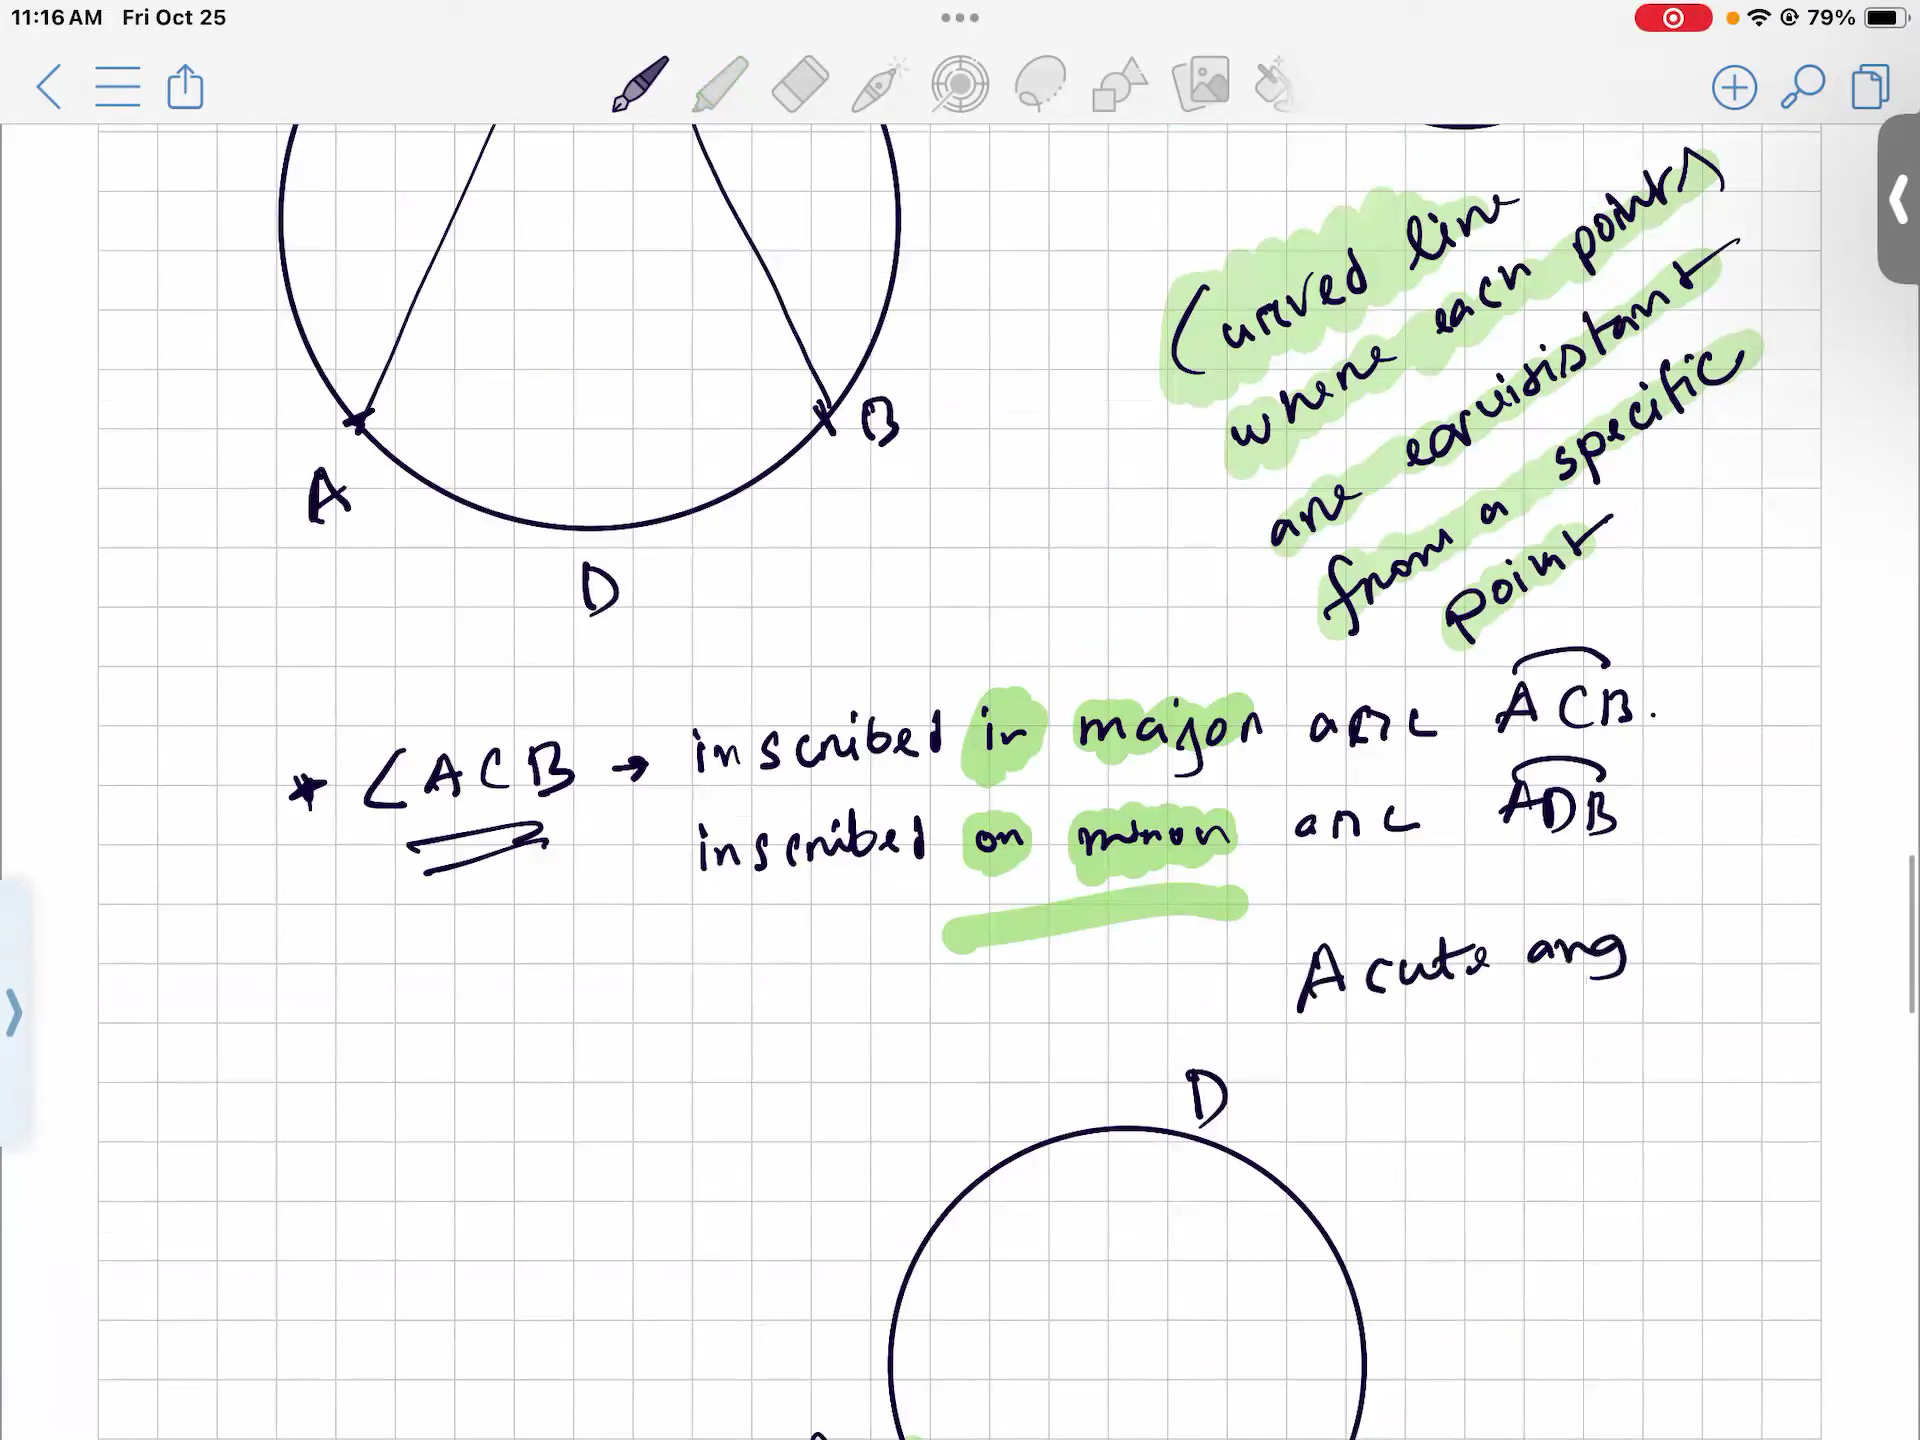 11:16 AM Fri Oct 25
79%
(urved line
where each points
are equidistant
from a specific
point
A
B
D
* ∠ACB → inscribed in major arc ACB.
inscribed on minor arc ADB
Acute ang
D